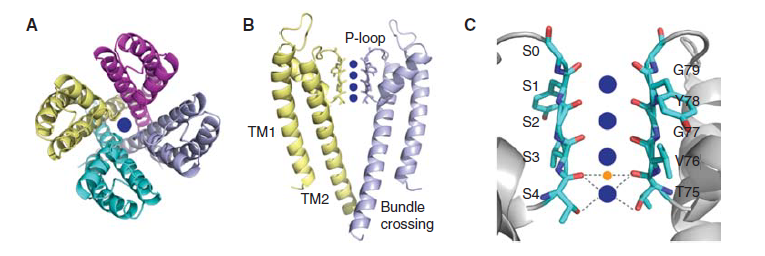 A
B
C
P-loop
TM1
TM2
Bundle
crossing
S0
S1
S2
S3
S4
G79
Y78
G77
V76
T75